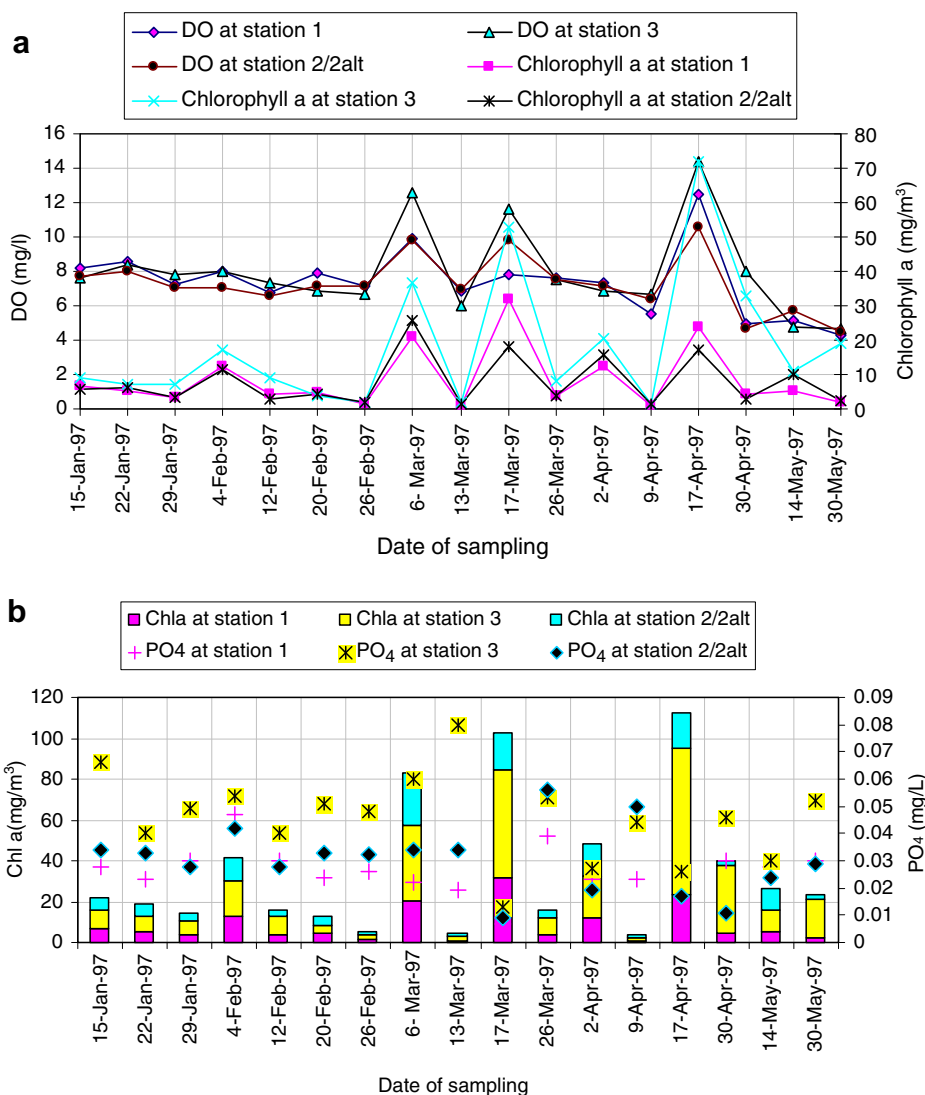 a
DO at station 1
DO at station 3
DO at station 2/2alt
Chlorophyll a at station 1
Chlorophyll a at station 3
Chlorophyll a at station 2/2alt
16
14
12
10
8
6
4
2
0
DO (mg/l)
80
70
60
50
40
30
20
10
0
Chlorophyll a (mg/m³)
15-Jan-97
22-Jan-97
29-Jan-97
4-Feb-97
12-Feb-97
20-Feb-97
26-Feb-97
6- Mar-97
13-Mar-97
17-Mar-97
26-Mar-97
2-Apr-97
9-Apr-97
17-Apr-97
30-Apr-97
14-May-97
30-May-97
Date of sampling
b
Chla at station 1
Chla at station 3
Chla at station 2/2alt
PO4 at station 1
PO₄ at station 3
PO₄ at station 2/2alt
120
100
80
60
40
20
0
Chl a(mg/m³)
0.09
0.08
0.07
0.06
0.05
0.04
0.03
0.02
0.01
0
PO₄ (mg/L)
15-Jan-97
22-Jan-97
29-Jan-97
4-Feb-97
12-Feb-97
20-Feb-97
26-Feb-97
6- Mar-97
13-Mar-97
17-Mar-97
26-Mar-97
2-Apr-97
9-Apr-97
17-Apr-97
30-Apr-97
14-May-97
30-May-97
Date of sampling